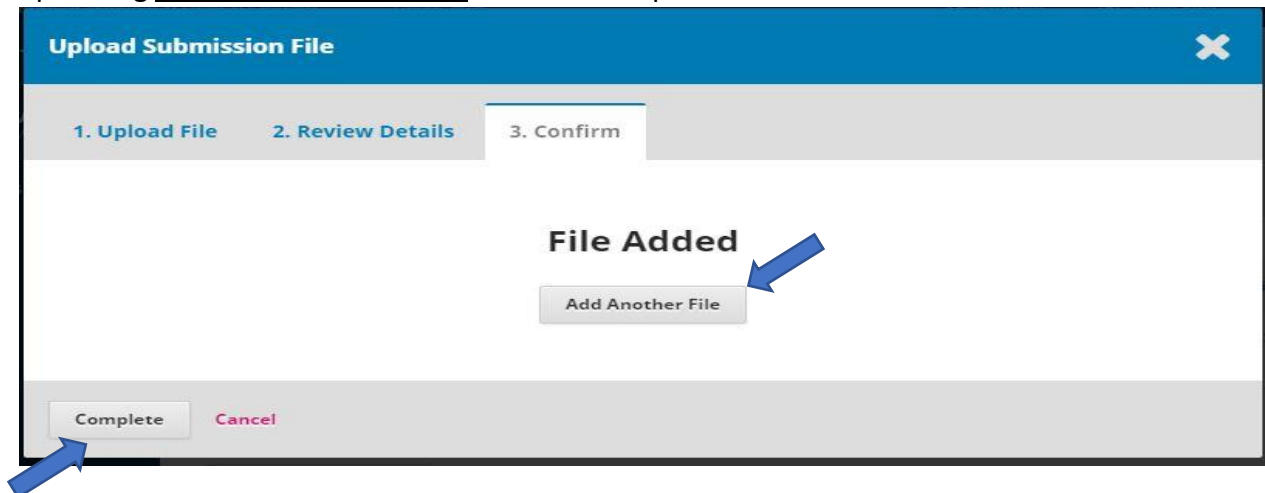 Upload Submission File
1. Upload File 2. Review Details 3. Confirm
File Added
Add Another File
Complete Cancel